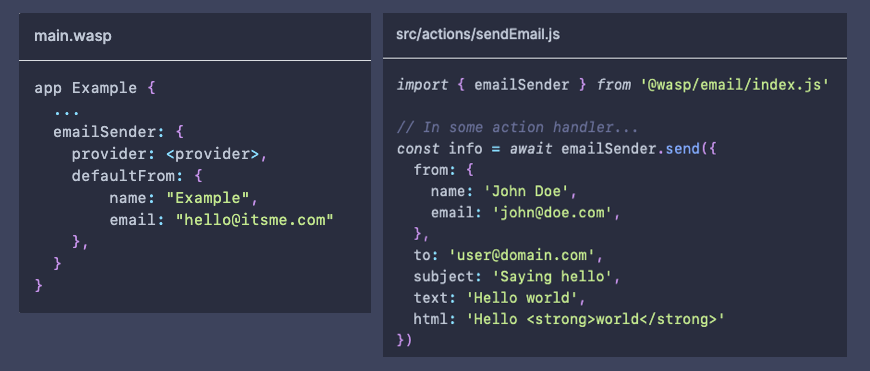 main.wasp
app Example {
  ...
  emailSender: {
    provider: <provider>,
    defaultFrom: {
        name: "Example",
        email: "hello@itsme.com"
    },
  }
}
src/actions/sendEmail.js
import { emailSender } from '@wasp/email/index.js'
// In some action handler...
const info = await emailSender.send({
  from: {
    name: 'John Doe',
    email: 'john@doe.com',
  },
  to: 'user@domain.com',
  subject: 'Saying hello',
  text: 'Hello world',
  html: 'Hello <strong>world</strong>'
})